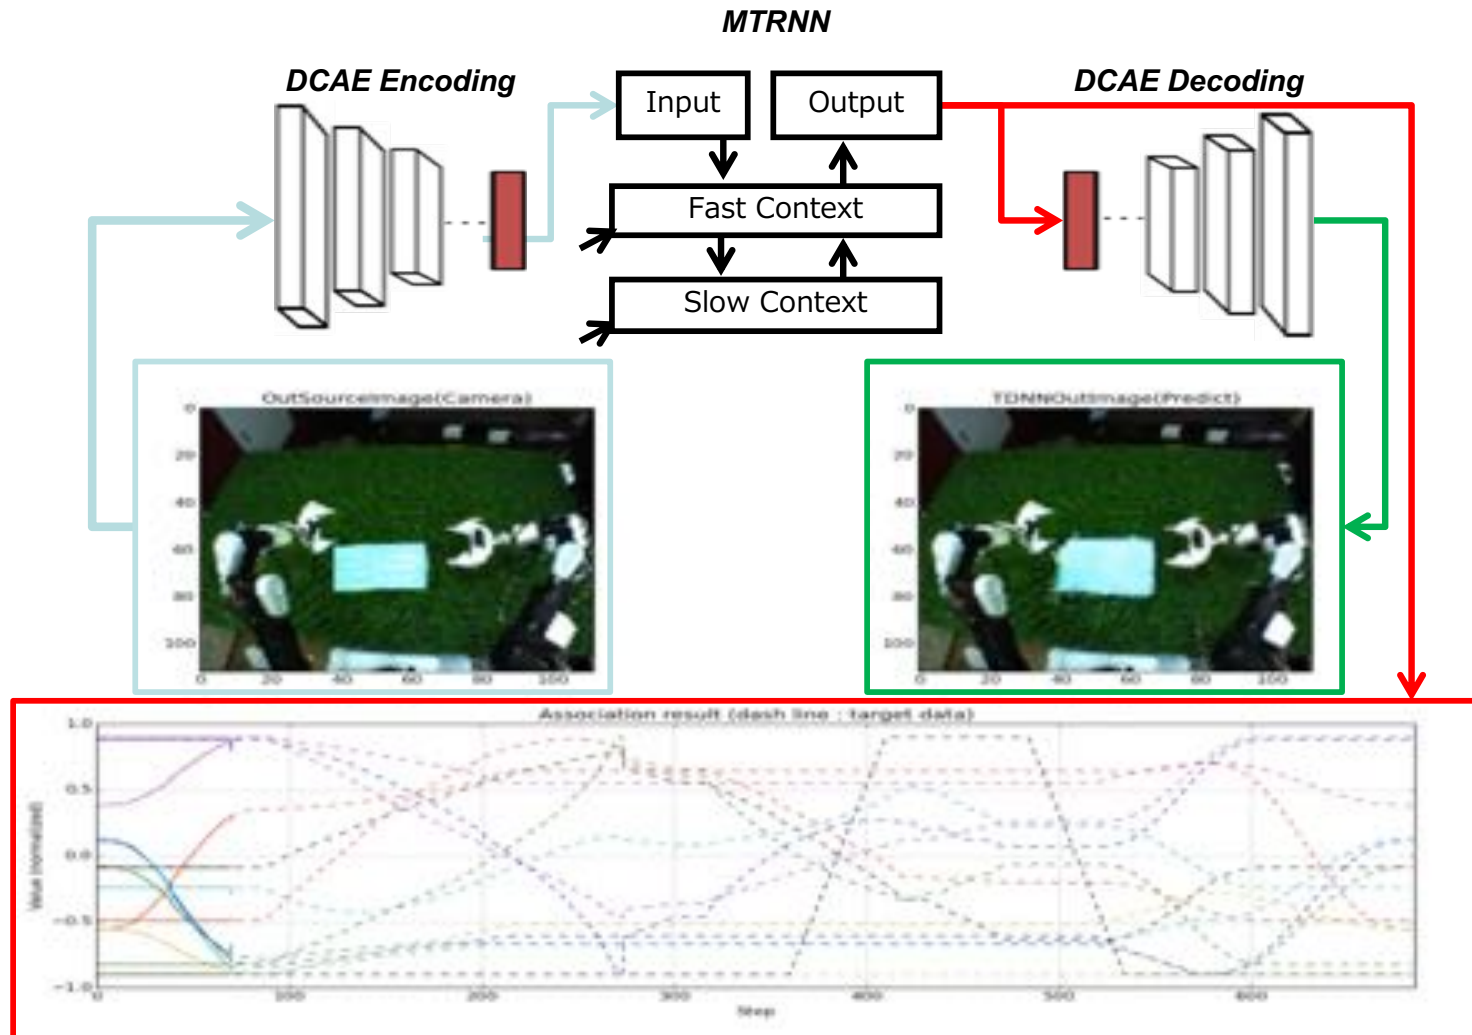 MTRNN
DCAE Encoding
DCAE Decoding
Input
Output
Fast Context
Slow Context
OutSourceImage(Camera)
0
20
40
60
80
100
0 20 40 60 80 100
TDNNOutImage(Predict)
0
20
40
60
80
100
0 20 40 60 80 100
Association result (dash line : target data)
Value (normalized)
1.0
0.5
0.0
−0.5
−1.0
0 100 200 300 400 500 600
Step